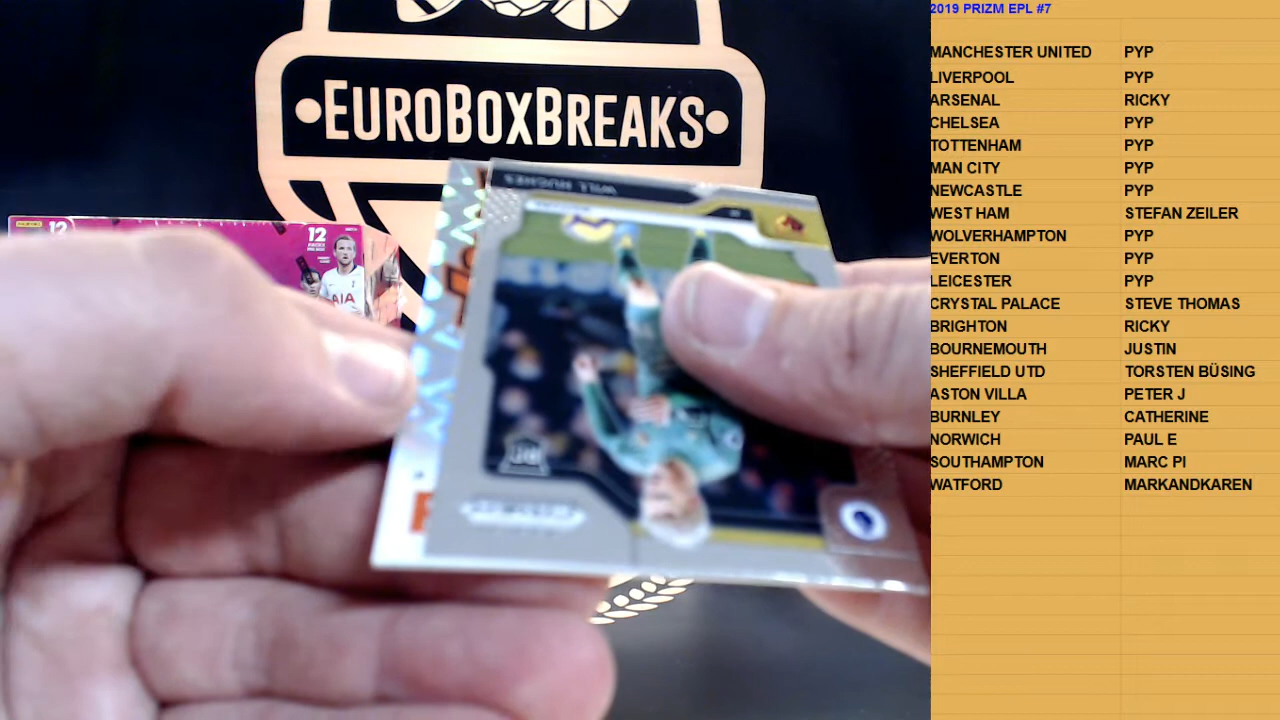 EUROBOXBREAKS
WILL HUGHES
12
12
AIA
2019 PRIZM EPL #7
MANCHESTER UNITED PYP
LIVERPOOL PYP
ARSENAL RICKY
CHELSEA PYP
TOTTENHAM PYP
MAN CITY PYP
NEWCASTLE PYP
WEST HAM STEFAN ZEILER
WOLVERHAMPTON PYP
EVERTON PYP
LEICESTER PYP
CRYSTAL PALACE STEVE THOMAS
BRIGHTON RICKY
BOURNEMOUTH JUSTIN
SHEFFIELD UTD TORSTEN BÜSING
ASTON VILLA PETER J
BURNLEY CATHERINE
NORWICH PAUL E
SOUTHAMPTON MARC PI
WATFORD MARKANDKAREN